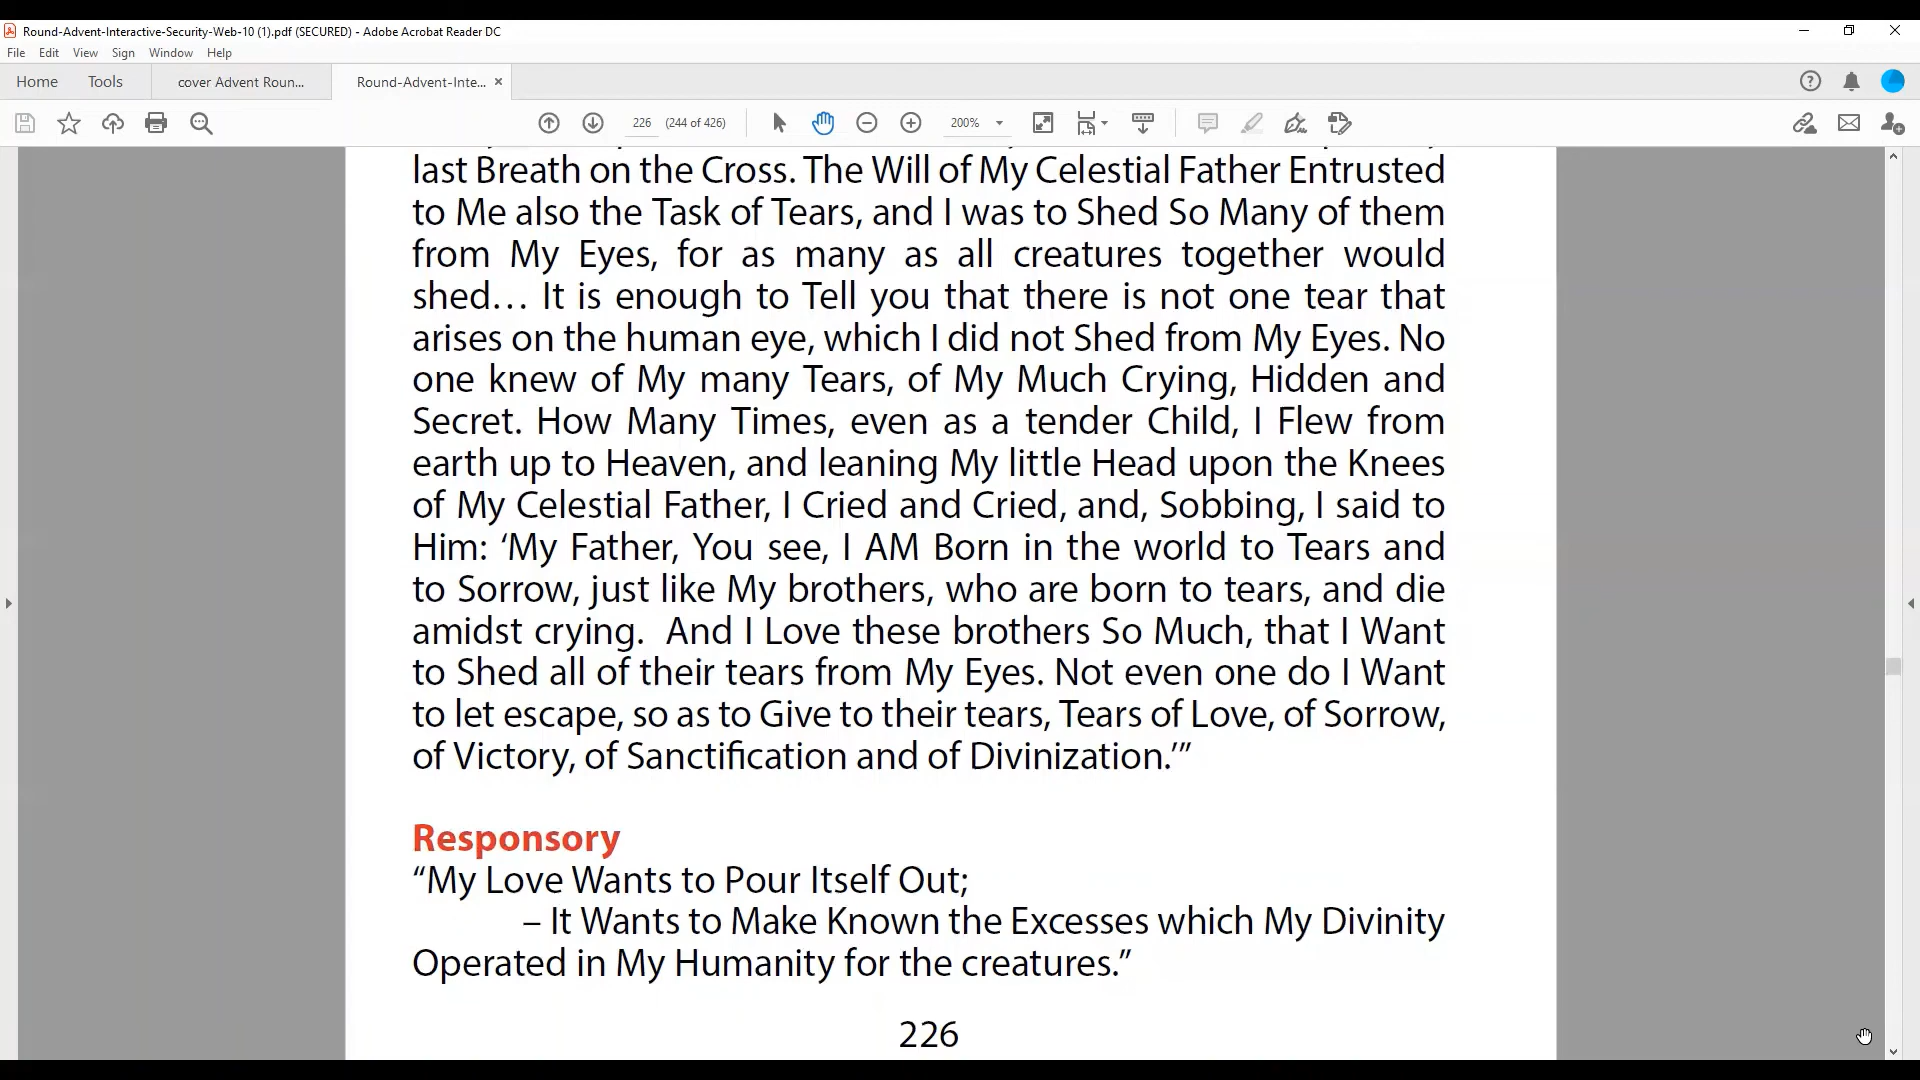 Round-Advent-Interactive-Security-Web-10 (1).pdf (SECURED) - Adobe Acrobat Reader DC
File Edit View Sign Window Help
Home Tools cover Advent Roun... Round-Advent-Inte... ×
226 (244 of 426) 200%
last Breath on the Cross. The Will of My Celestial Father Entrusted
to Me also the Task of Tears, and I was to Shed So Many of them
from My Eyes, for as many as all creatures together would
shed… It is enough to Tell you that there is not one tear that
arises on the human eye, which I did not Shed from My Eyes. No
one knew of My many Tears, of My Much Crying, Hidden and
Secret. How Many Times, even as a tender Child, I Flew from
earth up to Heaven, and leaning My little Head upon the Knees
of My Celestial Father, I Cried and Cried, and, Sobbing, I said to
Him: ‘My Father, You see, I AM Born in the world to Tears and
to Sorrow, just like My brothers, who are born to tears, and die
amidst crying.  And I Love these brothers So Much, that I Want
to Shed all of their tears from My Eyes. Not even one do I Want
to let escape, so as to Give to their tears, Tears of Love, of Sorrow,
of Victory, of Sanctification and of Divinization.’”
Responsory
“My Love Wants to Pour Itself Out;
– It Wants to Make Known the Excesses which My Divinity
Operated in My Humanity for the creatures.”
226